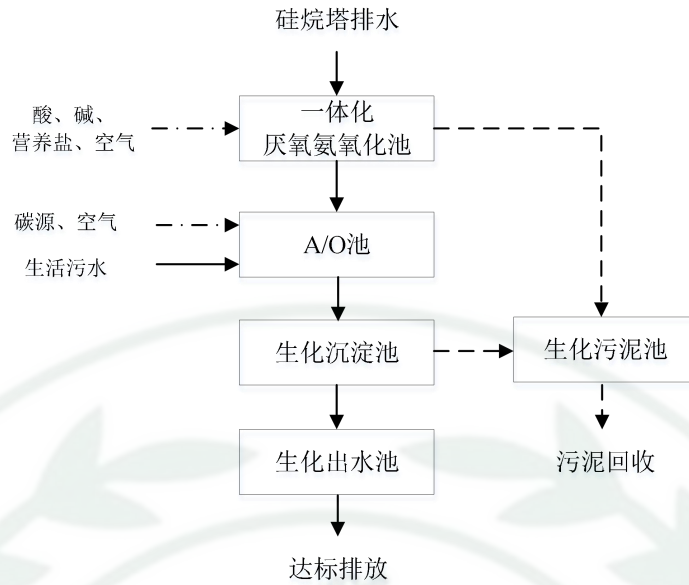 硅烷塔排水
酸、碱、
营养盐、空气
一体化
厌氧氨氧化池
碳源、空气
生活污水
A/O池
生化沉淀池
生化污泥池
生化出水池
污泥回收
达标排放